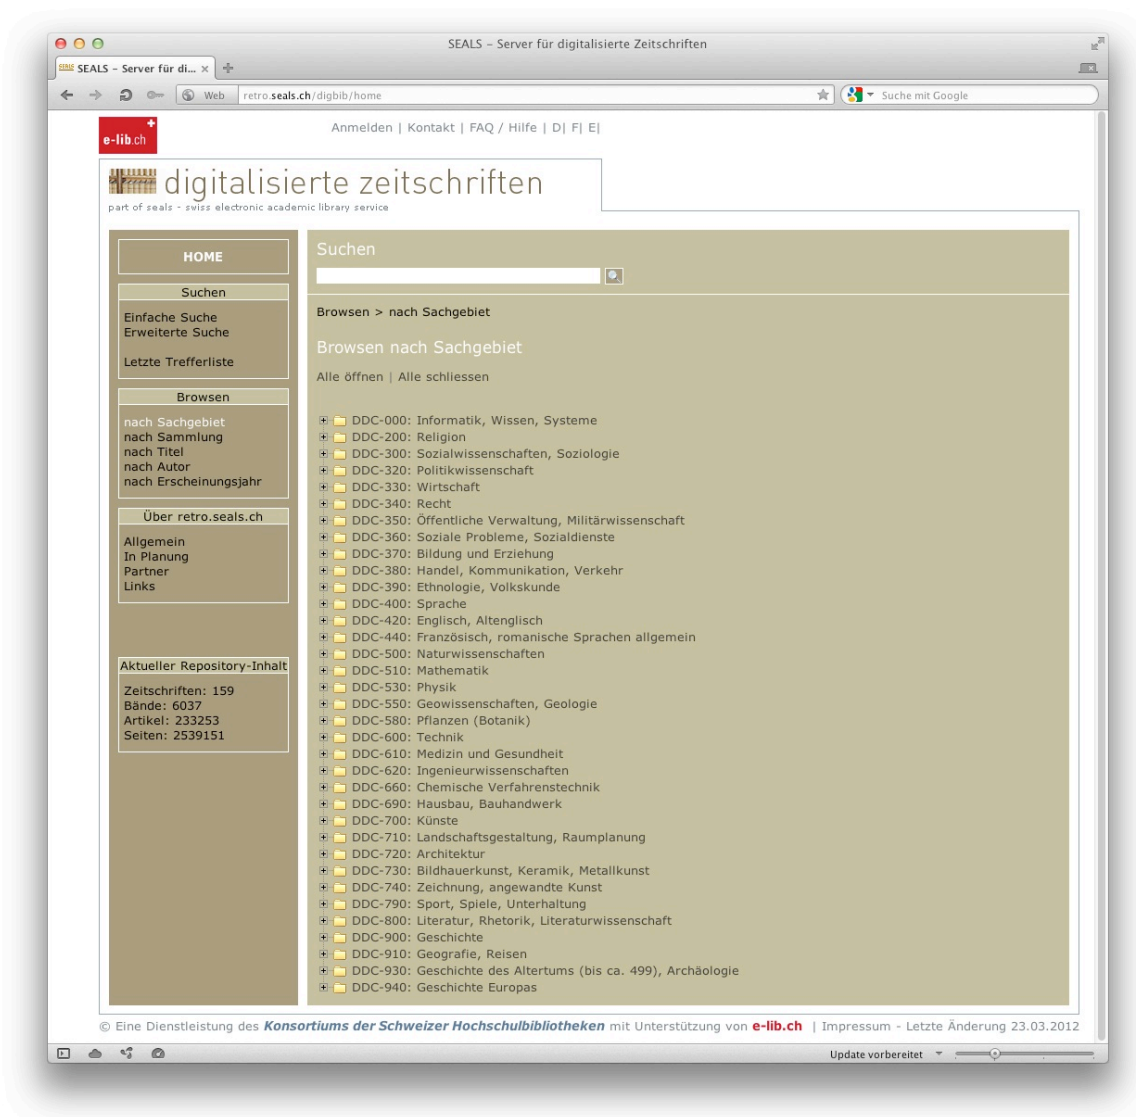 SEALS – Server für digitalisierte Zeitschriften
SEALS – Server für di...
Web
retro.seals.ch/digbib/home
Suche mit Google
e-lib.ch
Anmelden | Kontakt | FAQ / Hilfe | D| F| E|
digitalisierte zeitschriften
part of seals - swiss electronic academic library service
HOME
Suchen
Einfache Suche
Erweiterte Suche
Letzte Trefferliste
Browsen
nach Sachgebiet
nach Sammlung
nach Titel
nach Autor
nach Erscheinungsjahr
Über retro.seals.ch
Allgemein
In Planung
Partner
Links
Aktueller Repository-Inhalt
Zeitschriften: 159
Bände: 6037
Artikel: 233253
Seiten: 2539151
Suchen
Browsen > nach Sachgebiet
Browsen nach Sachgebiet
Alle öffnen | Alle schliessen
DDC-000: Informatik, Wissen, Systeme
DDC-200: Religion
DDC-300: Sozialwissenschaften, Soziologie
DDC-320: Politikwissenschaft
DDC-330: Wirtschaft
DDC-340: Recht
DDC-350: Öffentliche Verwaltung, Militärwissenschaft
DDC-360: Soziale Probleme, Sozialdienste
DDC-370: Bildung und Erziehung
DDC-380: Handel, Kommunikation, Verkehr
DDC-390: Ethnologie, Volkskunde
DDC-400: Sprache
DDC-420: Englisch, Altenglisch
DDC-440: Französisch, romanische Sprachen allgemein
DDC-500: Naturwissenschaften
DDC-510: Mathematik
DDC-530: Physik
DDC-550: Geowissenschaften, Geologie
DDC-580: Pflanzen (Botanik)
DDC-600: Technik
DDC-610: Medizin und Gesundheit
DDC-620: Ingenieurwissenschaften
DDC-660: Chemische Verfahrenstechnik
DDC-690: Hausbau, Bauhandwerk
DDC-700: Künste
DDC-710: Landschaftsgestaltung, Raumplanung
DDC-720: Architektur
DDC-730: Bildhauerkunst, Keramik, Metallkunst
DDC-740: Zeichnung, angewandte Kunst
DDC-790: Sport, Spiele, Unterhaltung
DDC-800: Literatur, Rhetorik, Literaturwissenschaft
DDC-900: Geschichte
DDC-910: Geografie, Reisen
DDC-930: Geschichte des Altertums (bis ca. 499), Archäologie
DDC-940: Geschichte Europas
© Eine Dienstleistung des Konsortiums der Schweizer Hochschulbibliotheken mit Unterstützung von e-lib.ch | Impressum - Letzte Änderung 23.03.2012
Update vorbereitet